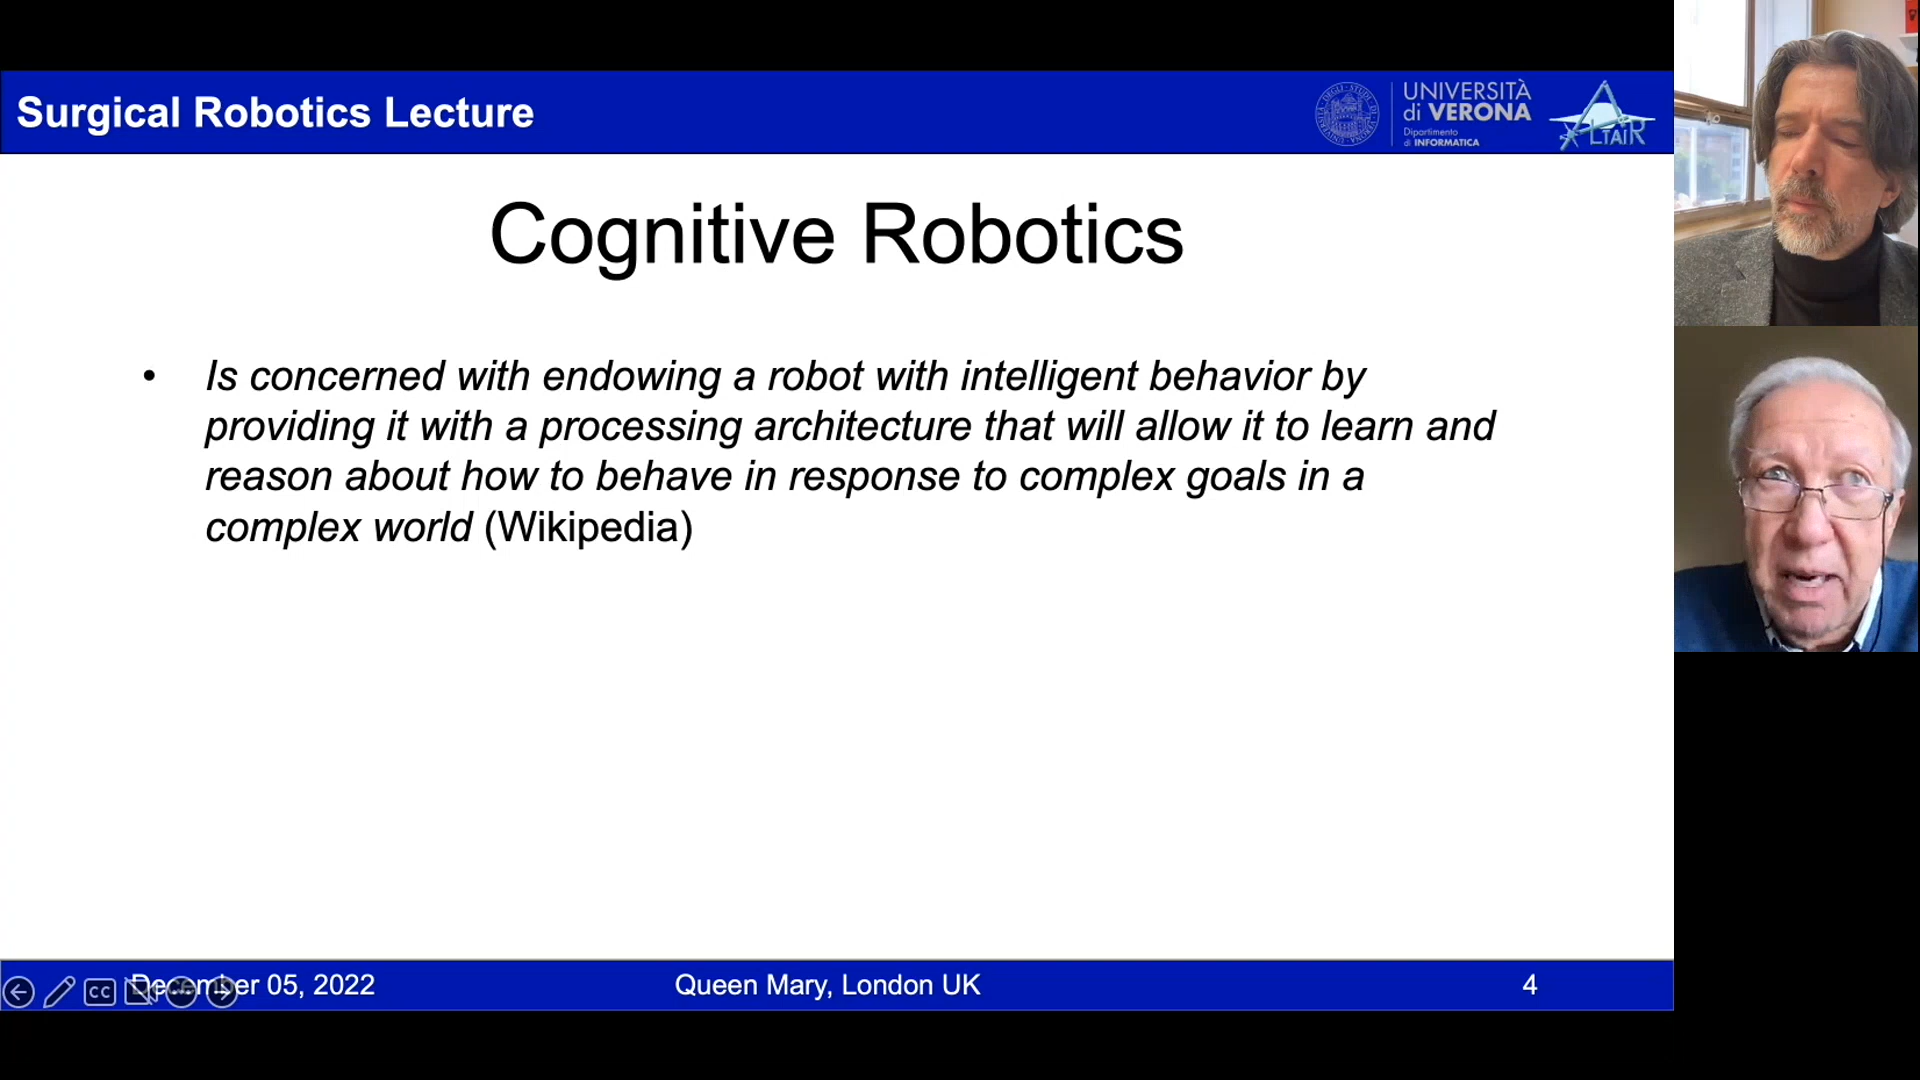 Surgical Robotics Lecture
UNIVERSITÀ
di VERONA
Dipartimento
di INFORMATICA
ALTAIR
Cognitive Robotics
• Is concerned with endowing a robot with intelligent behavior by
providing it with a processing architecture that will allow it to learn and
reason about how to behave in response to complex goals in a
complex world (Wikipedia)
CC
December 05, 2022
Queen Mary, London UK
4